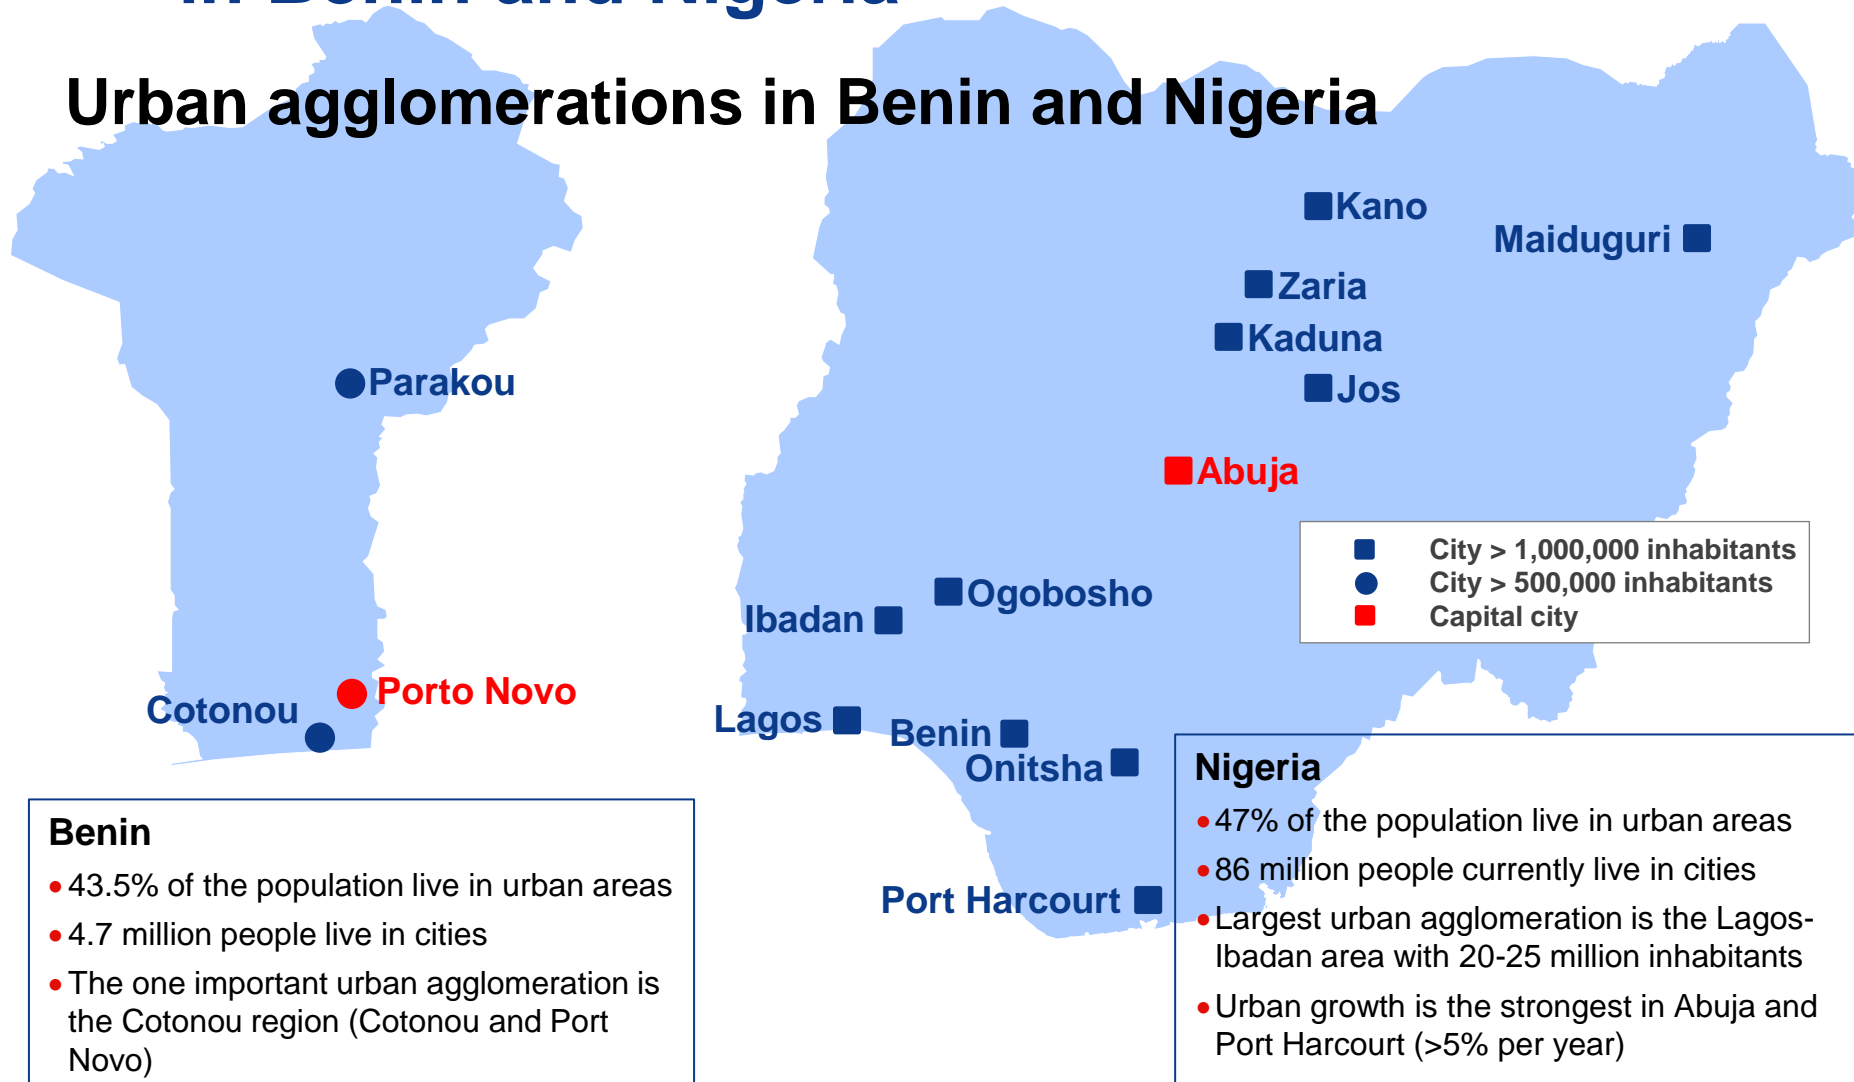 in Benin and Nigeria
Urban agglomerations in Benin and Nigeria
Kano
Maiduguri
Zaria
Kaduna
Parakou
Jos
Abuja
City > 1,000,000 inhabitants
City > 500,000 inhabitants
Capital city
Ogobosho
Ibadan
Porto Novo
Cotonou
Lagos
Benin
Onitsha
Port Harcourt
Benin
• 43.5% of the population live in urban areas
• 4.7 million people live in cities
• The one important urban agglomeration is
the Cotonou region (Cotonou and Port
Novo)
Nigeria
• 47% of the population live in urban areas
• 86 million people currently live in cities
• Largest urban agglomeration is the Lagos-
Ibadan area with 20-25 million inhabitants
• Urban growth is the strongest in Abuja and
Port Harcourt (>5% per year)